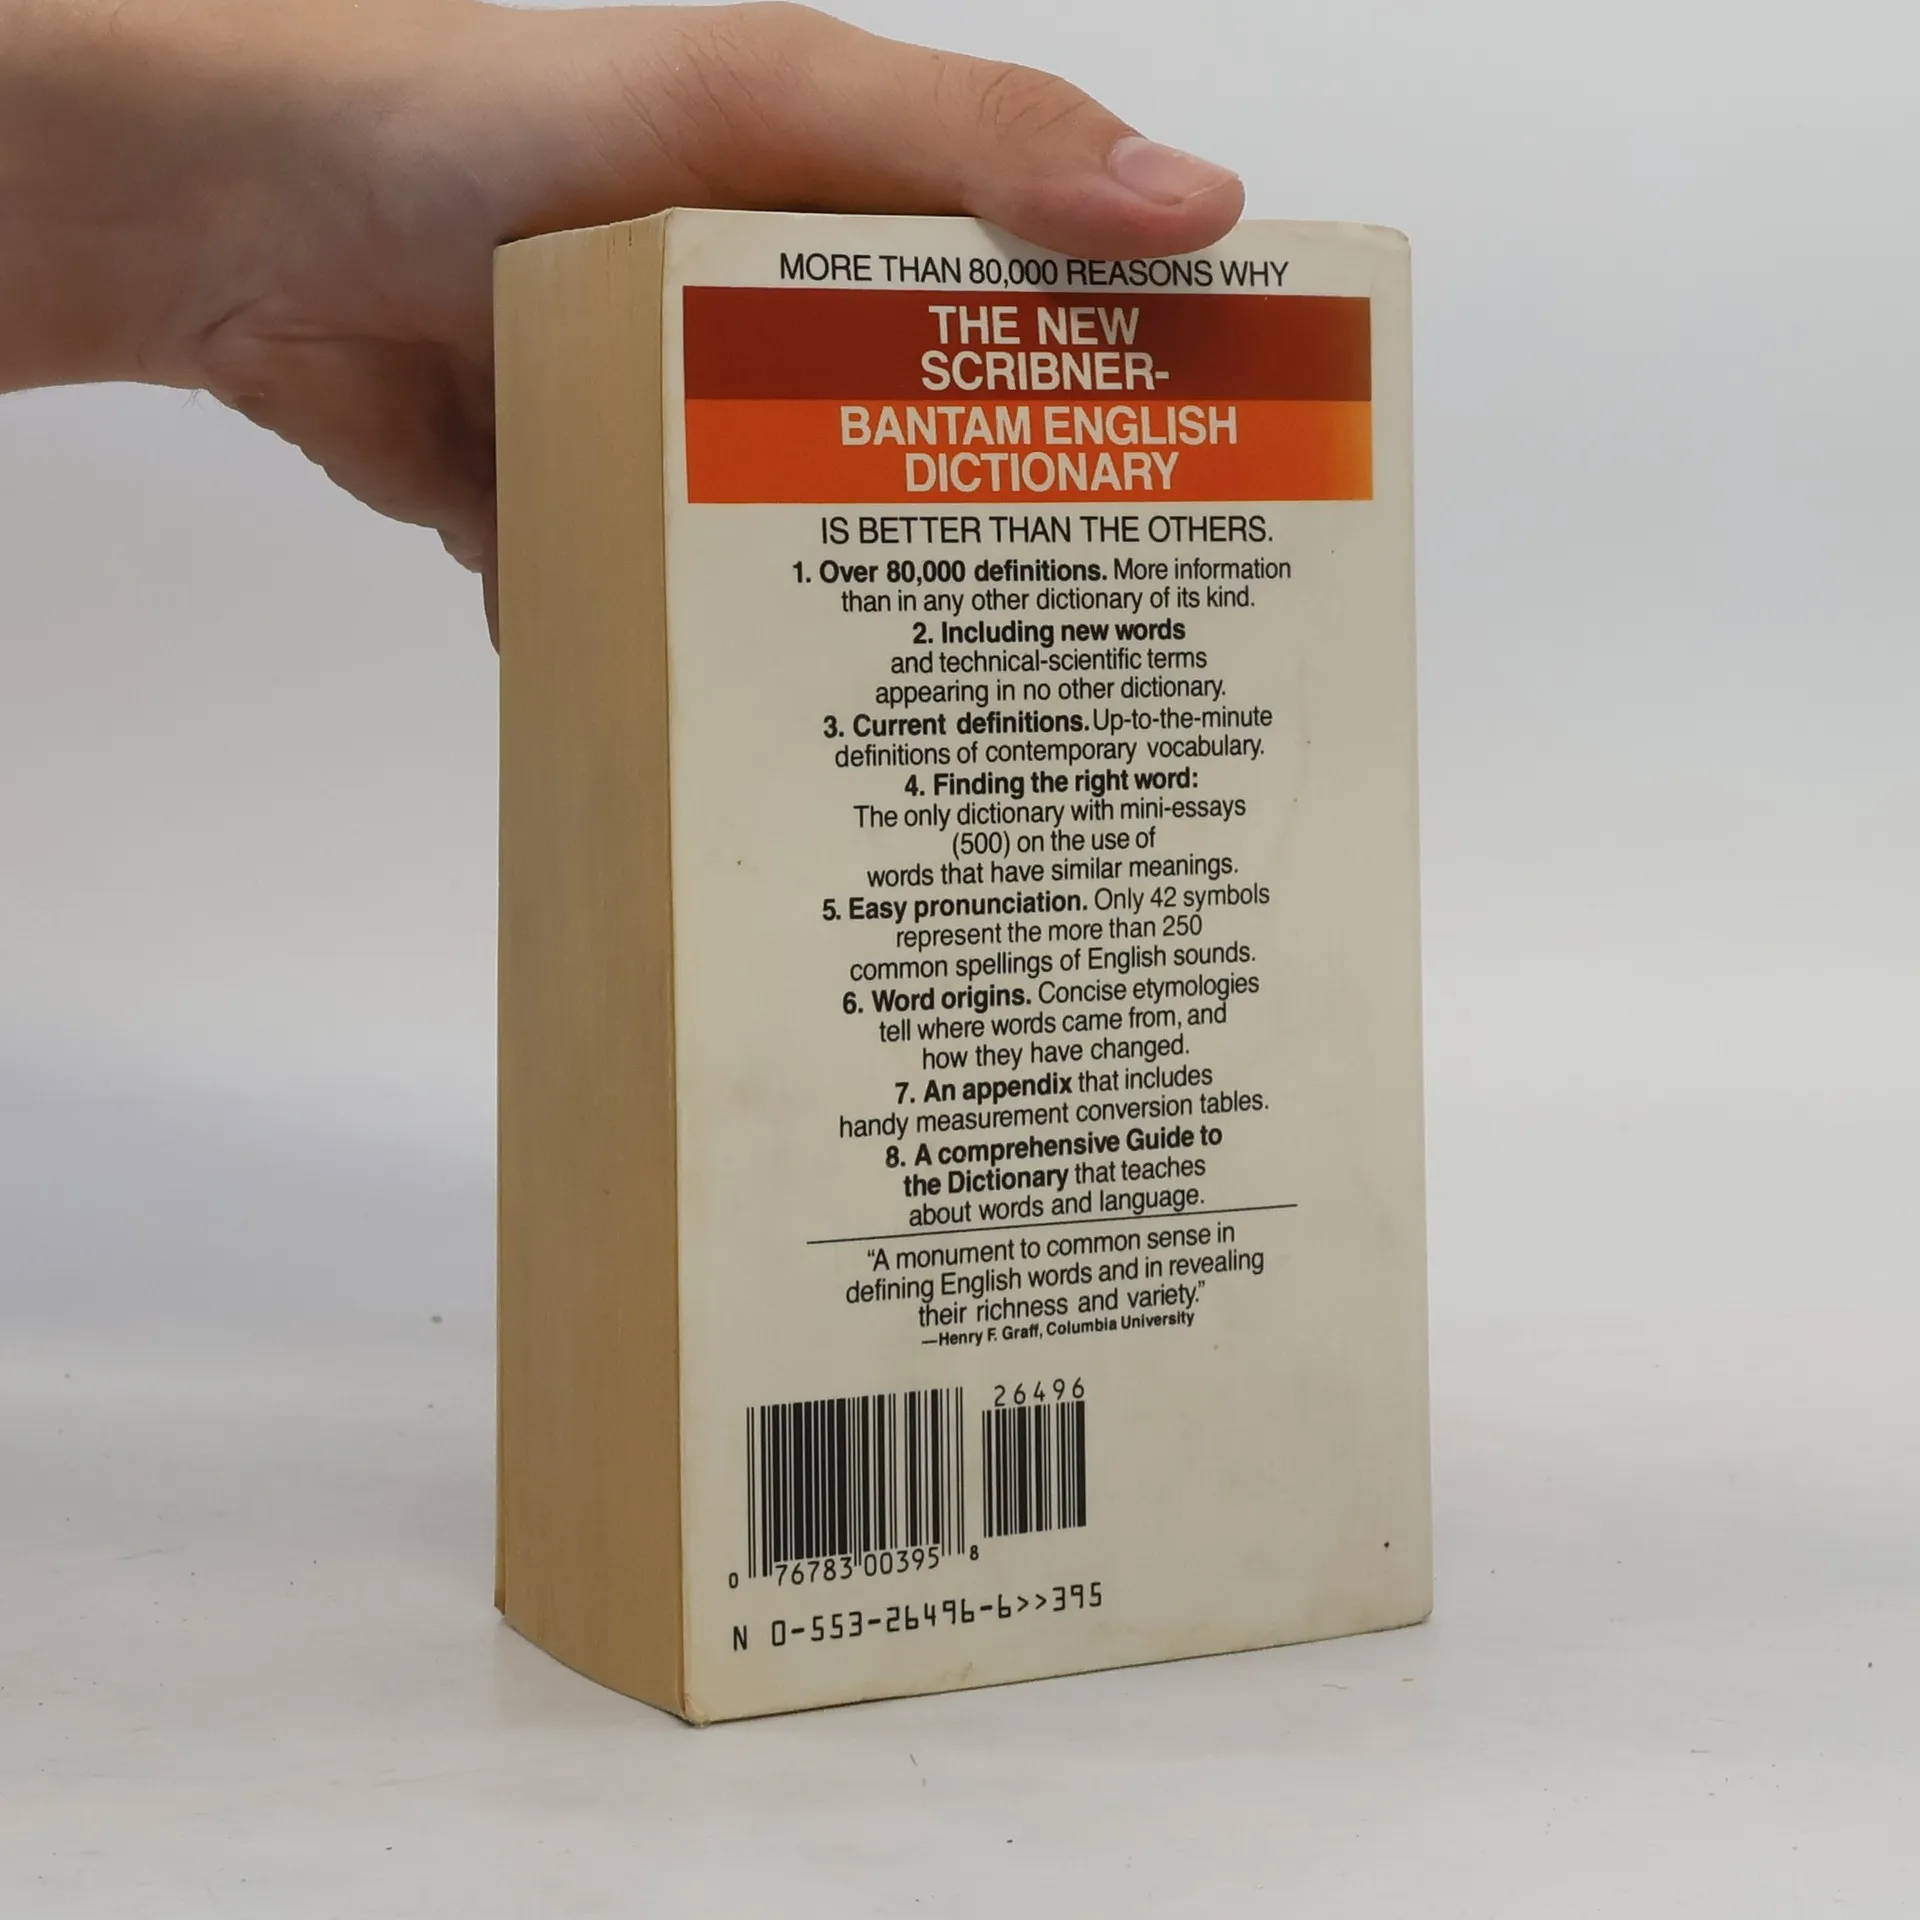 MORE THAN 80,000 REASONS WHY
THE NEW
SCRIBNER-
BANTAM ENGLISH
DICTIONARY
IS BETTER THAN THE OTHERS.
1. Over 80,000 definitions. More information
than in any other dictionary of its kind.
2. Including new words
and technical-scientific terms
appearing in no other dictionary.
3. Current definitions. Up-to-the-minute
definitions of contemporary vocabulary.
4. Finding the right word:
The only dictionary with mini-essays
(500) on the use of
words that have similar meanings.
5. Easy pronunciation. Only 42 symbols
represent the more than 250
common spellings of English sounds.
6. Word origins. Concise etymologies
tell where words came from, and
how they have changed.
7. An appendix that includes
handy measurement conversion tables.
8. A comprehensive Guide to
the Dictionary that teaches
about words and language.
"A monument to common sense in
defining English words and in revealing
their richness and variety."
—Henry F. Graff, Columbia University
26496
0 76783 00395 8
N 0-553-26496-6>>395